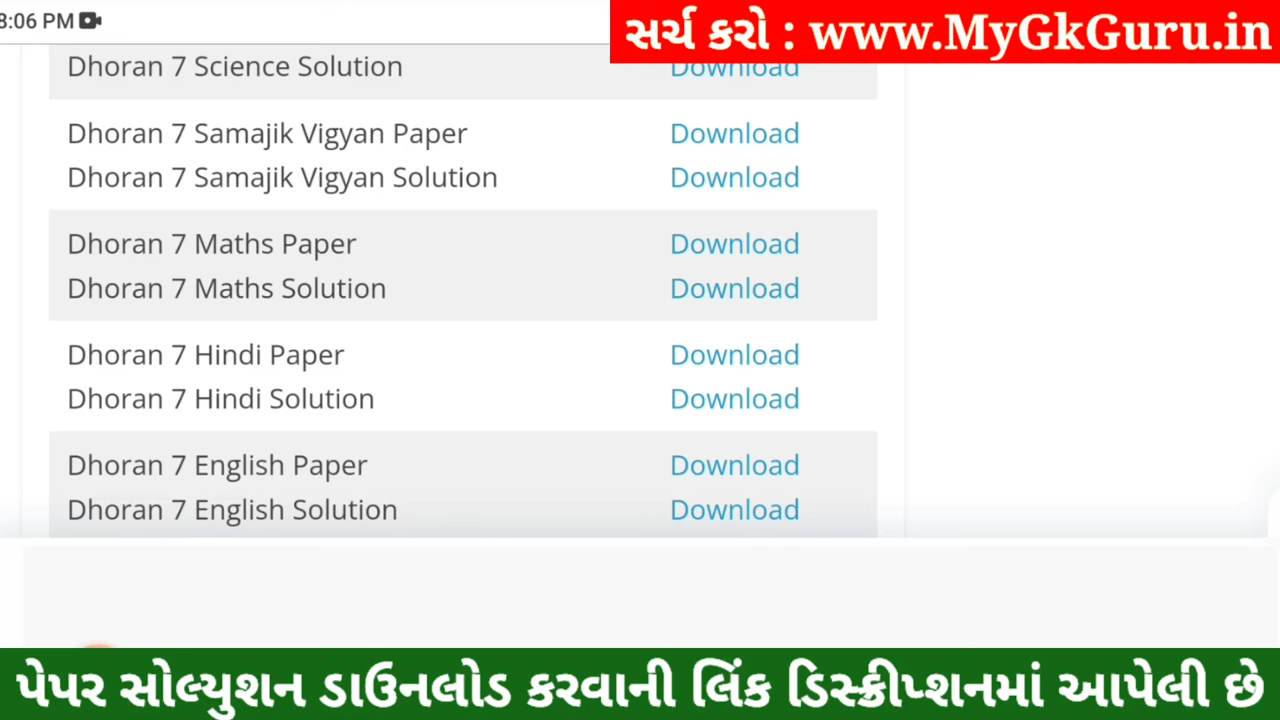 8:06 PM
સર્ચ કરો : www.MyGkGuru.in
Dhoran 7 Science Solution Download
Dhoran 7 Samajik Vigyan Paper Download
Dhoran 7 Samajik Vigyan Solution Download
Dhoran 7 Maths Paper Download
Dhoran 7 Maths Solution Download
Dhoran 7 Hindi Paper Download
Dhoran 7 Hindi Solution Download
Dhoran 7 English Paper Download
Dhoran 7 English Solution Download
પેપર સોલ્યુશન ડાઉનલોડ કરવાની લિંક ડિસ્ક્રીપ્શનમાં આપેલી છે